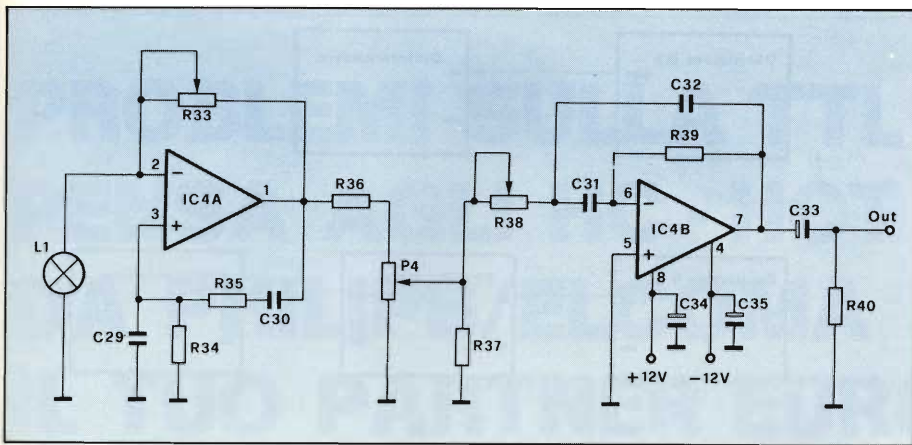 C32
R33
R39
2
−
IC4A
1
3
+
R36
C31
6
−
IC4B
7
C33
Out
R38
5
+
4
L1
P4
8
R35
C30
C34
C35
R40
C29
R34
R37
+12V
−12V